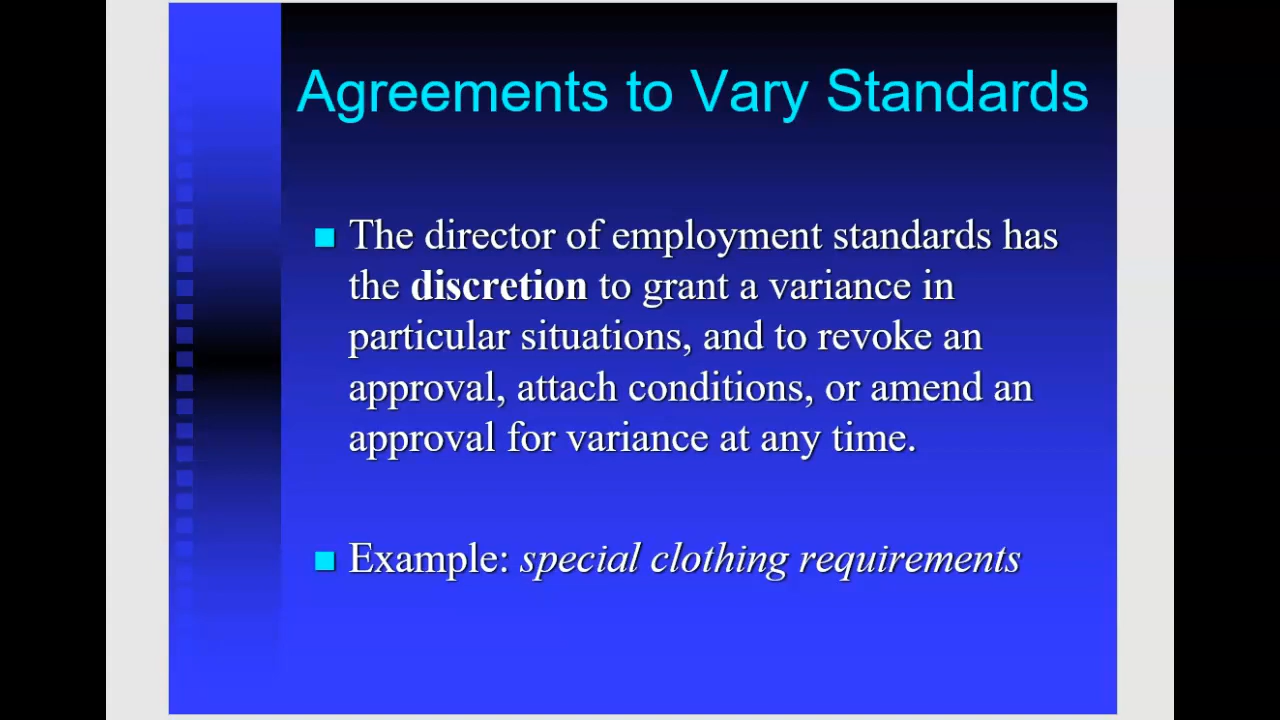 Agreements to Vary Standards
The director of employment standards has
the discretion to grant a variance in
particular situations, and to revoke an
approval, attach conditions, or amend an
approval for variance at any time.
Example: special clothing requirements